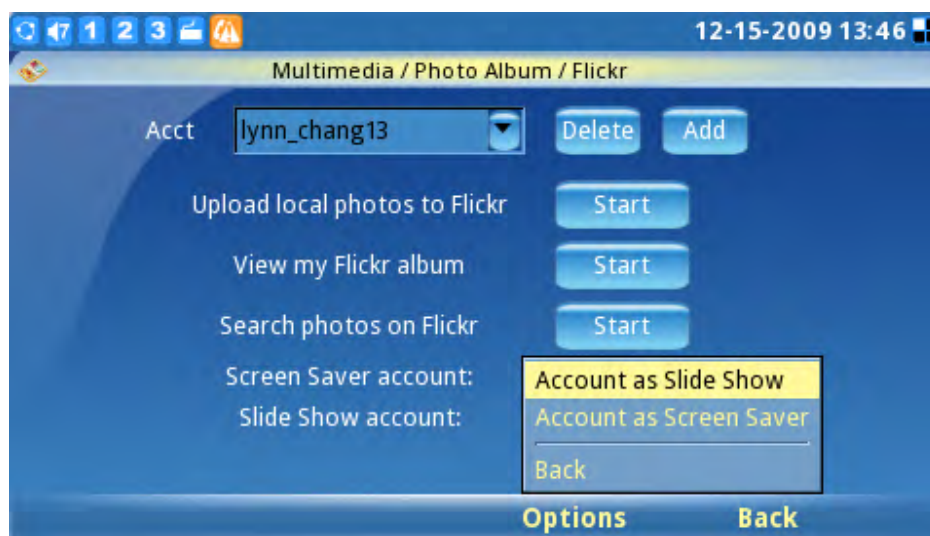 47 1 2 3 12-15-2009 13:46
Multimedia / Photo Album / Flickr
Acct lynn_chang13 Delete Add
Upload local photos to Flickr Start
View my Flickr album Start
Search photos on Flickr Start
Screen Saver account:
Slide Show account:
Account as Slide Show
Account as Screen Saver
Back
Options Back